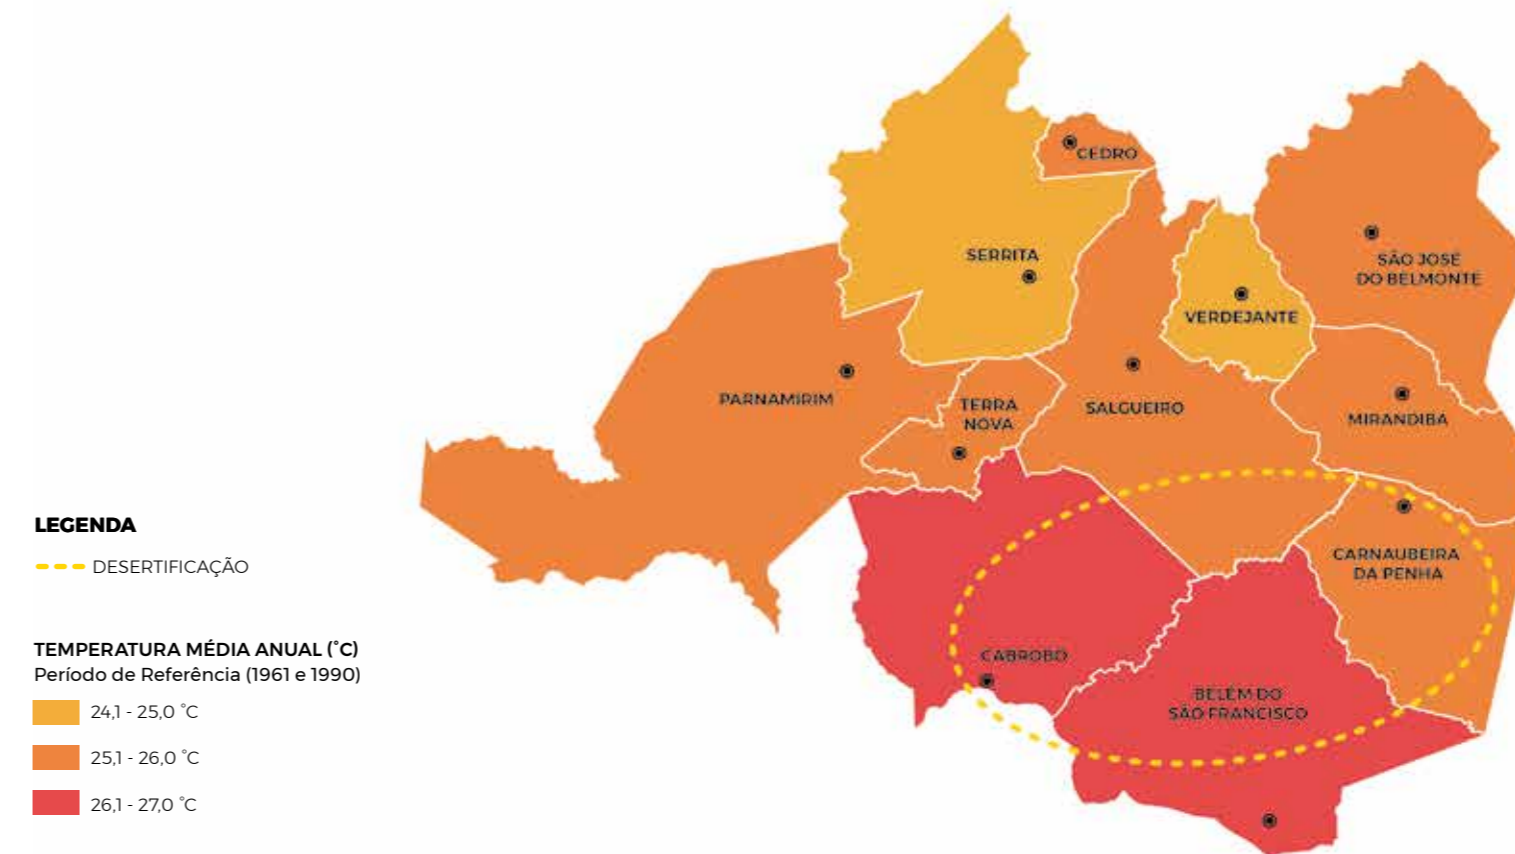 CEDRO
SERRITA
SÃO JOSÉ
DO BELMONTE
VERDEJANTE
PARNAMIRIM
TERRA
NOVA
SALGUEIRO
MIRANDIBA
CARNAUBEIRA
DA PENHA
CABROBO
BELÉM DO
SÃO FRANCISCO
LEGENDA
DESERTIFICAÇÃO
TEMPERATURA MÉDIA ANUAL (˚C)
Período de Referência (1961 e 1990)
24,1 - 25,0 ˚C
25,1 - 26,0 ˚C
26,1 - 27,0 ˚C